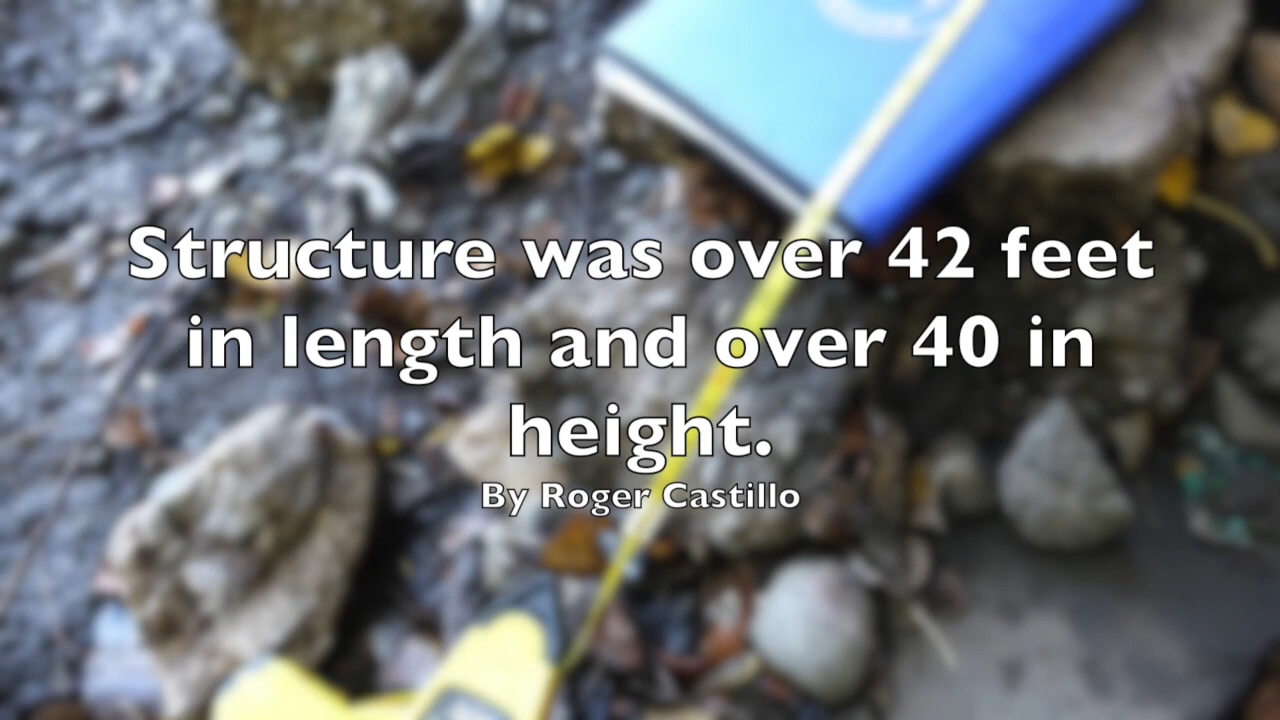 Structure was over 42 feet
in length and over 40 in
height.
By Roger Castillo